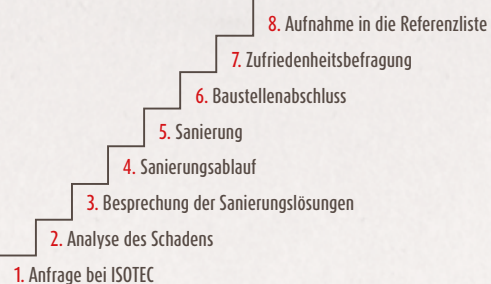 8. Aufnahme in die Referenzliste
7. Zufriedenheitsbefragung
6. Baustellenabschluss
5. Sanierung
4. Sanierungsablauf
3. Besprechung der Sanierungslösungen
2. Analyse des Schadens
1. Anfrage bei ISOTEC